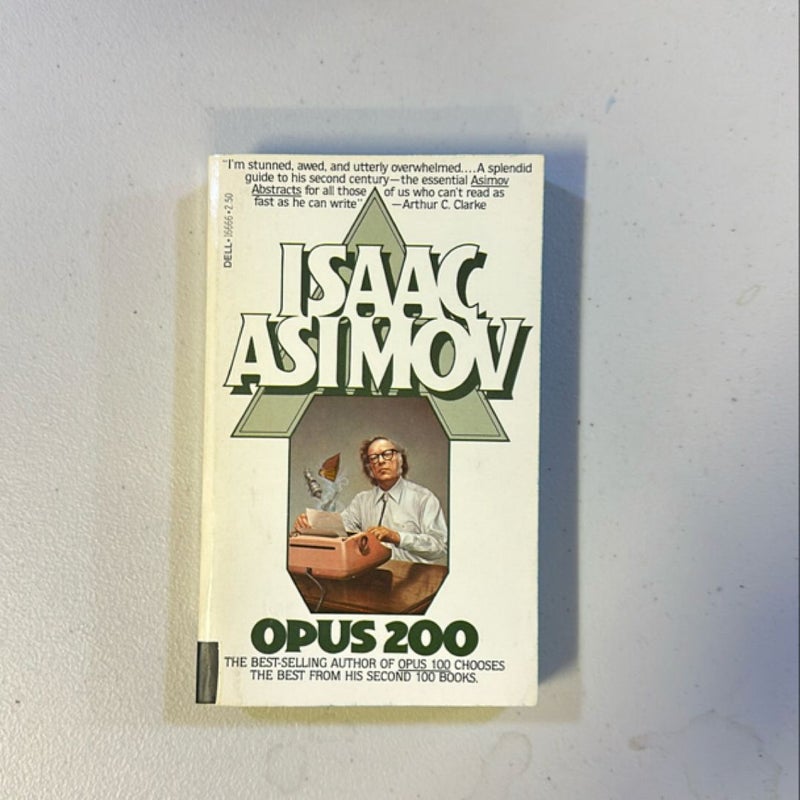 "I'm stunned, awed, and utterly overwhelmed....A splendid
guide to his second century—the essential Asimov
Abstracts for all those of us who can't read as
fast as he can write" —Arthur C. Clarke
DELL • 16666 • 2.50
ISAAC
ASIMOV
OPUS 200
THE BEST-SELLING AUTHOR OF OPUS 100 CHOOSES
THE BEST FROM HIS SECOND 100 BOOKS.